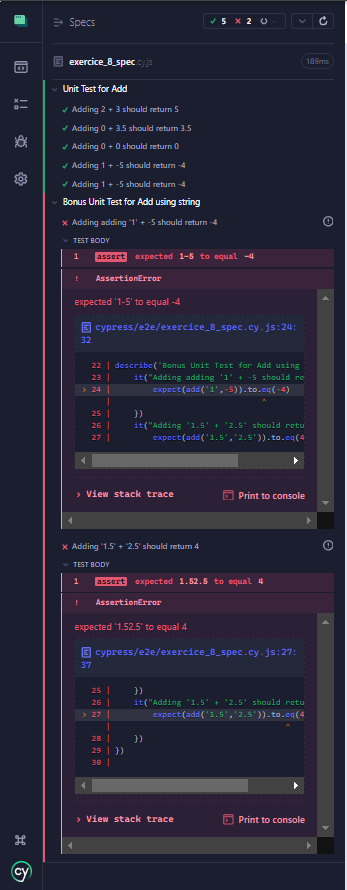 Specs
5 2 --
exercice_8_spec.cy.js 189ms
Unit Test for Add
Adding 2 + 3 should return 5
Adding 0 + 3.5 should return 3.5
Adding 0 + 0 should return 0
Adding 1 + -5 should return -4
Adding 1 + -5 should return -4
Bonus Unit Test for Add using string
Adding adding '1' + -5 should return -4
TEST BODY
1 assert expected 1-5 to equal -4
! AssertionError
expected '1-5' to equal -4
cypress/e2e/exercice_8_spec.cy.js:24:
32
22 | describe('Bonus Unit Test for Add using
23 | it("Adding adding '1' + -5 should re
> 24 | expect(add('1',-5)).to.eq(-4)
| ^
25 | })
26 | it("Adding '1.5' + '2.5' should retu
27 | expect(add('1.5','2.5')).to.eq(4
> View stack trace
Print to console
Adding '1.5' + '2.5' should return 4
TEST BODY
1 assert expected 1.52.5 to equal 4
! AssertionError
expected '1.52.5' to equal 4
cypress/e2e/exercice_8_spec.cy.js:27:
37
25 | })
26 | it("Adding '1.5' + '2.5' should retu
> 27 | expect(add('1.5','2.5')).to.eq(4
| ^
28 | })
29 | })
30 |
> View stack trace
Print to console
cy